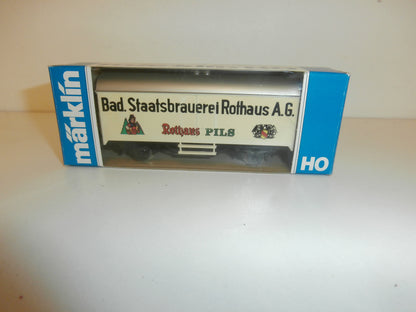 märklin
Bad. Staatsbrauerei Rothaus A.G.
Rothaus PILS
HO